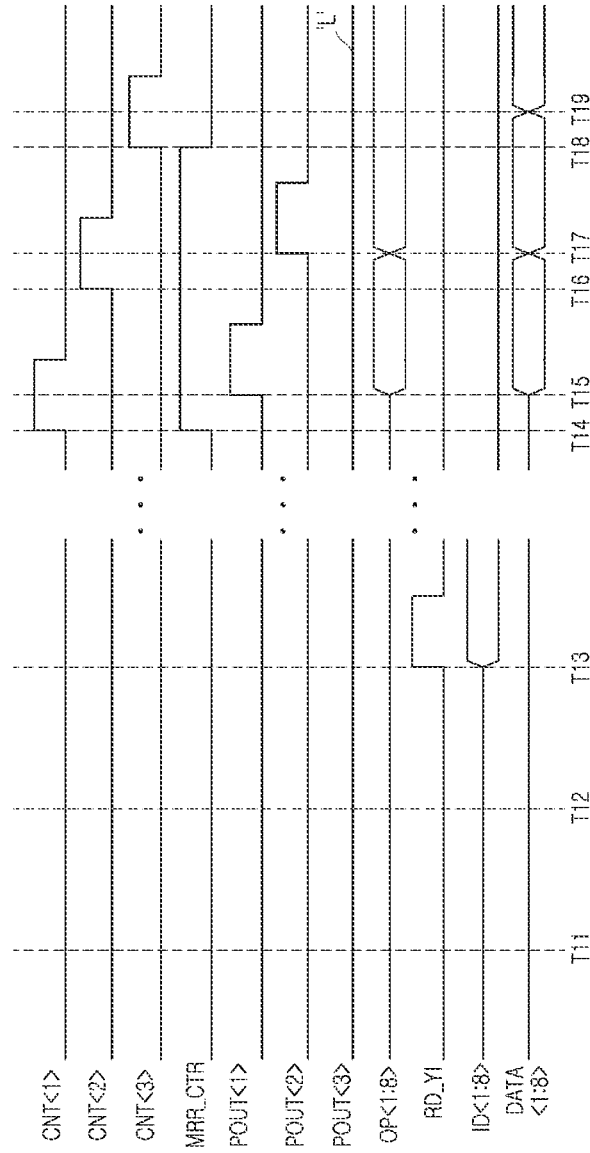 CNT<1>
CNT<2>
CNT<3>
MRR_CTR
POUT<1>
POUT<2>
POUT<3>
"L"
OP<1:8>
RD_YI
ID<1:8>
DATA
<1:8>
T11 T12 T13 T14 T15 T16 T17 T18 T19